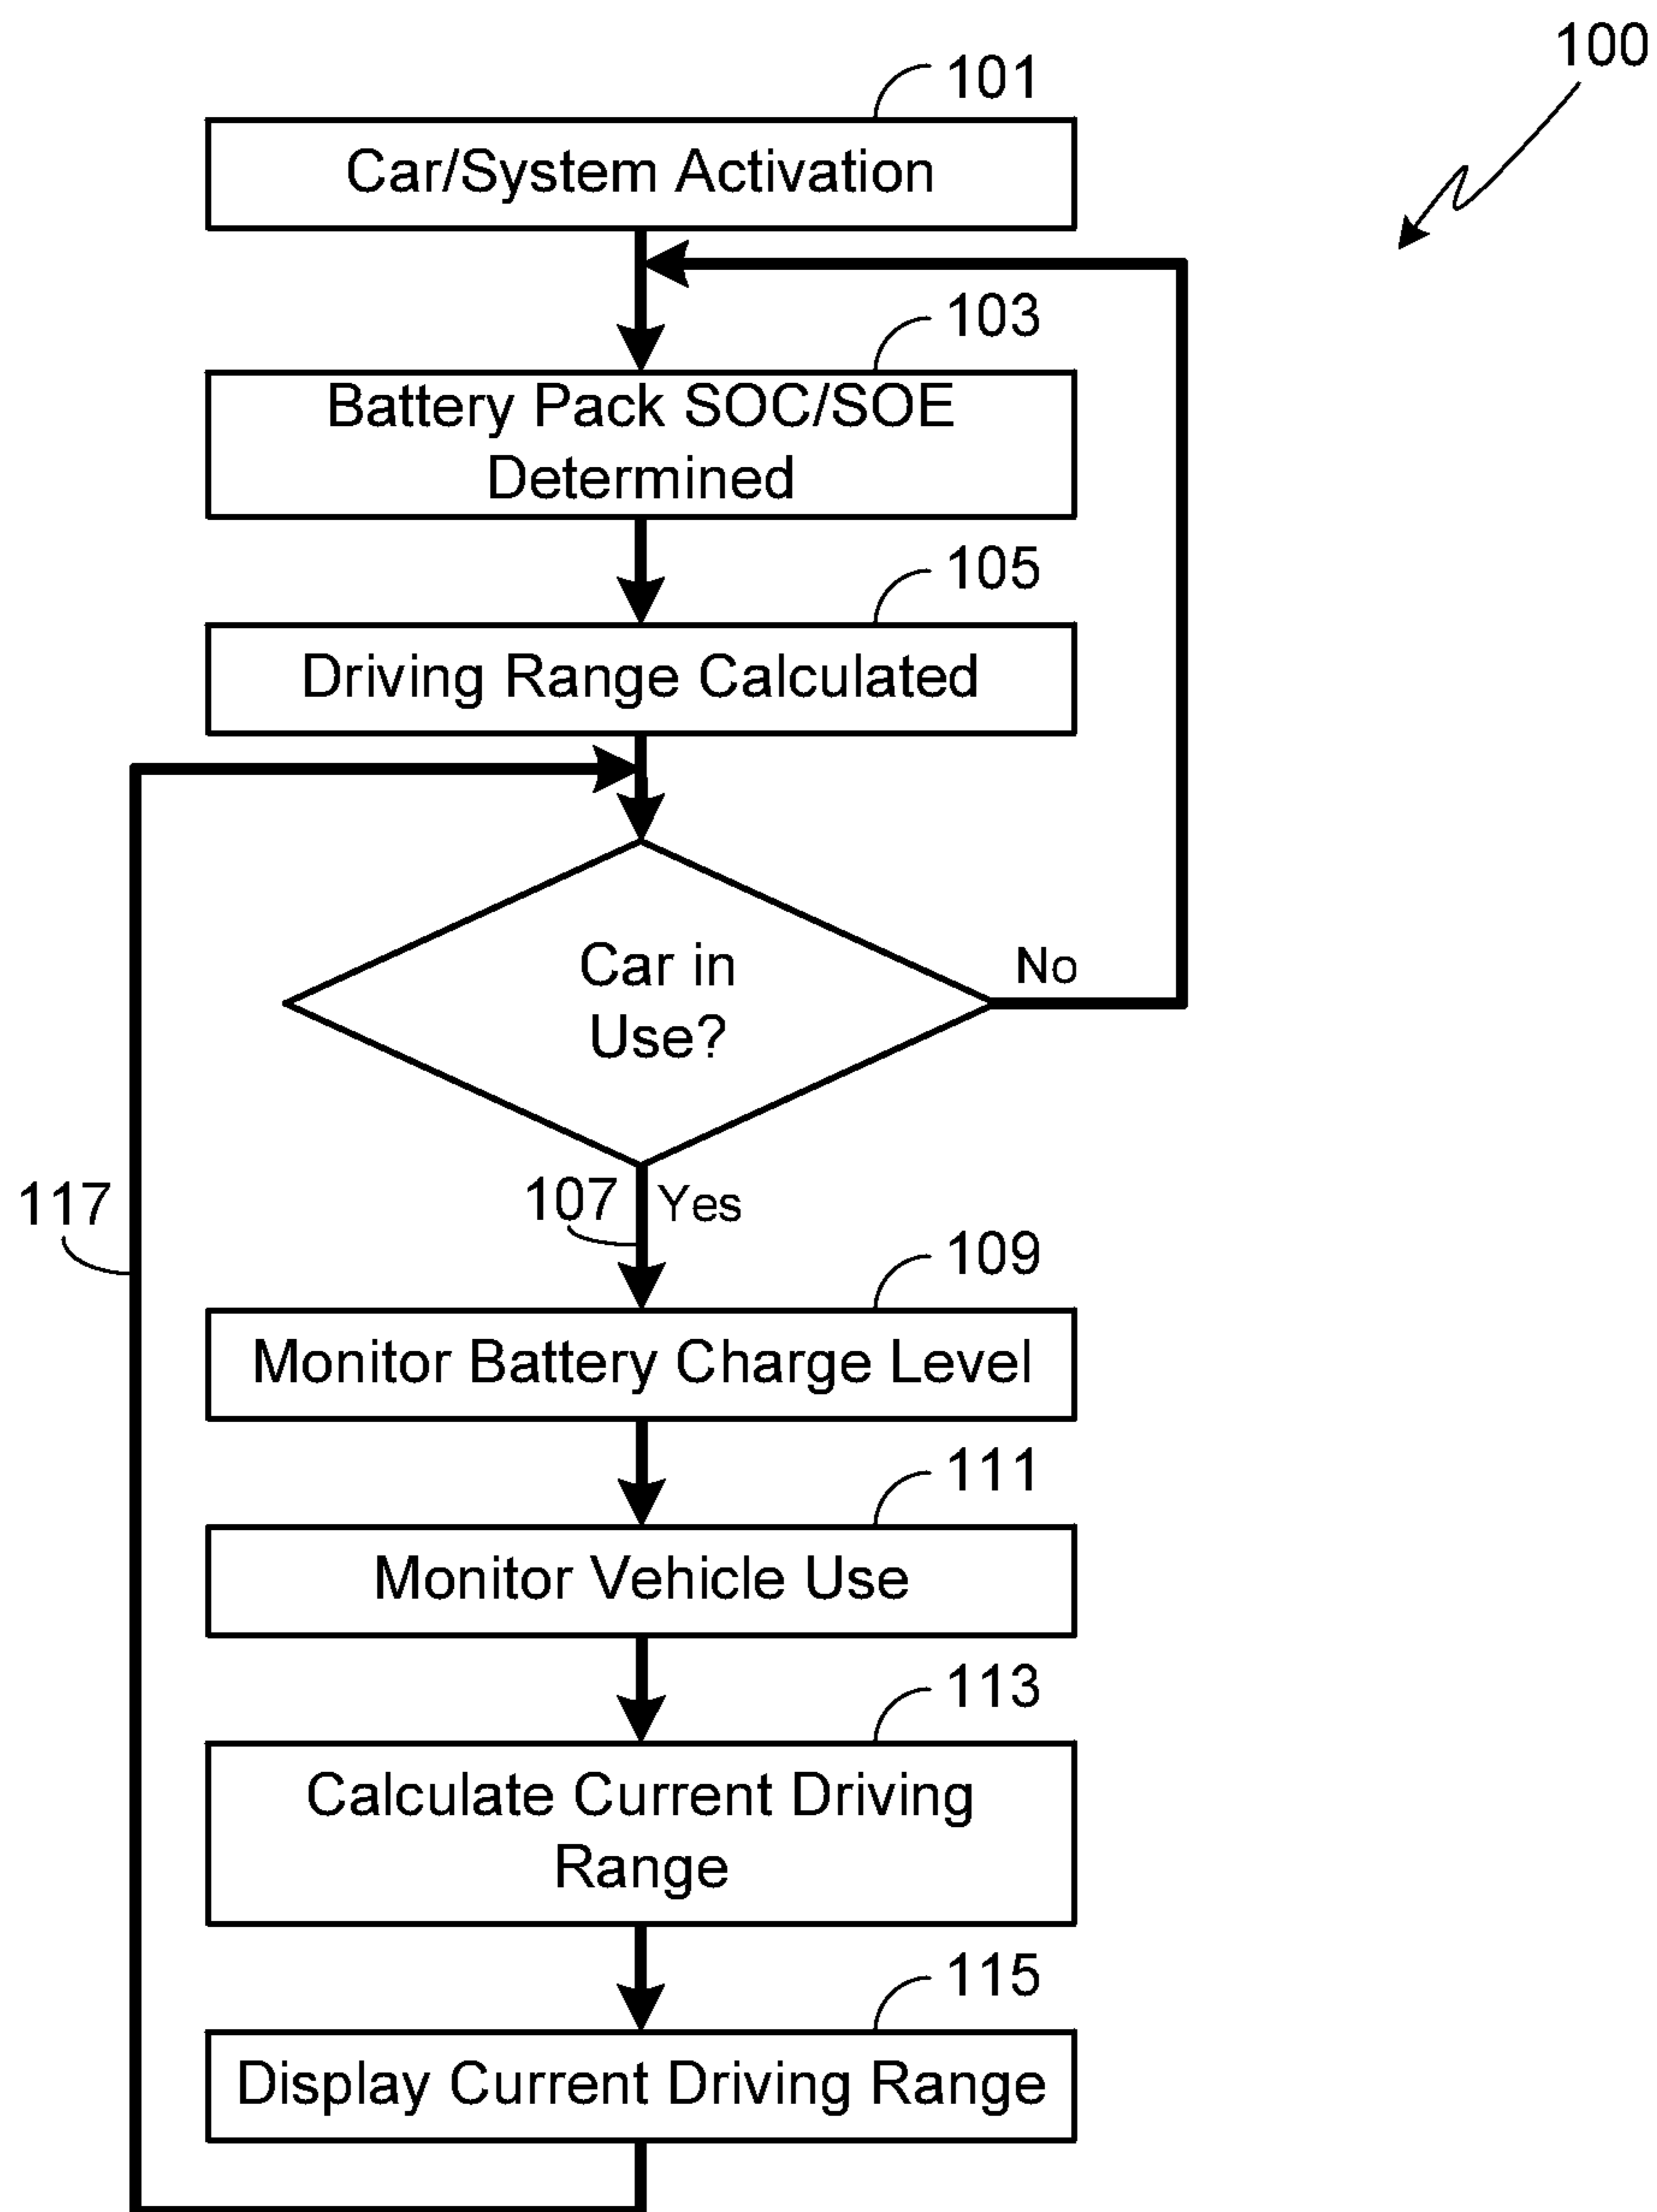 100
101
Car/System Activation
103
Battery Pack SOC/SOE
Determined
105
Driving Range Calculated
Car in
Use?
No
117
107
Yes
109
Monitor Battery Charge Level
111
Monitor Vehicle Use
113
Calculate Current Driving
Range
115
Display Current Driving Range